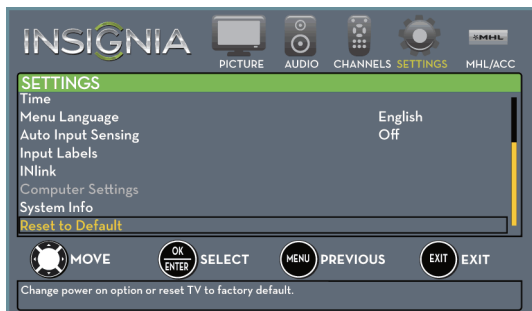 INSIGNIA
PICTURE AUDIO CHANNELS SETTINGS MHL/ACC
MHL
SETTINGS
Time
Menu Language English
Auto Input Sensing Off
Input Labels
INlink
Computer Settings
System Info
Reset to Default
MOVE OK ENTER SELECT MENU PREVIOUS EXIT EXIT
Change power on option or reset TV to factory default.